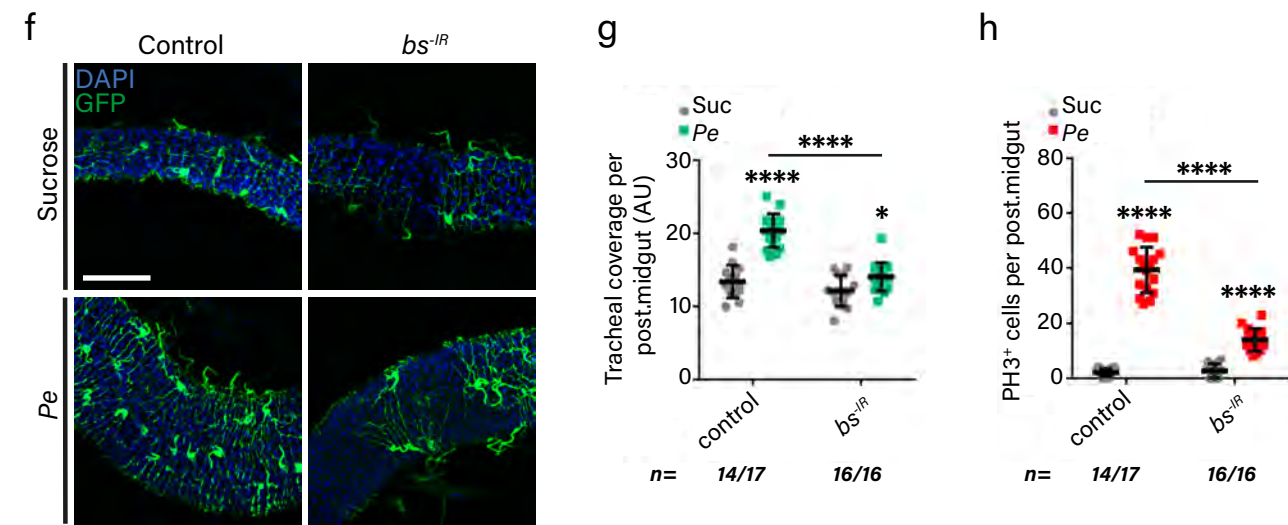 f
Control
bs-IR
DAPI
GFP
Sucrose
Pe
g
Suc
Pe
****
****
*
Tracheal coverage per
post.midgut (AU)
30
20
10
0
control
bs-IR
n= 14/17 16/16
h
Suc
Pe
****
****
****
PH3+ cells per post.midgut
80
60
40
20
0
control
bs-IR
n= 14/17 16/16